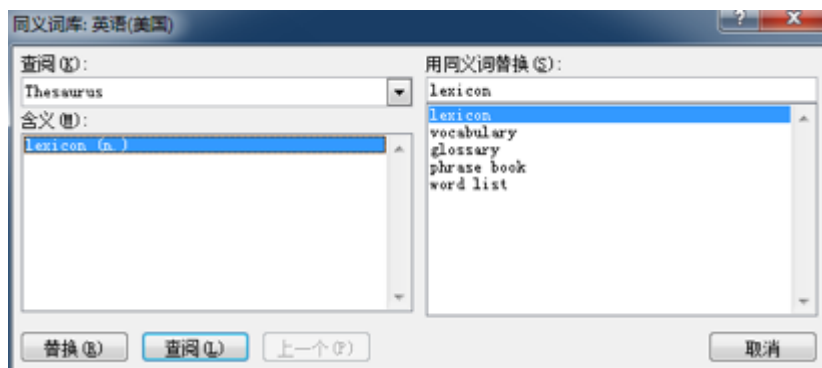 同义词库: 英语(美国)
查阅(K):
Thesaurus
含义(M):
lexicon (n.)
用同义词替换(S):
lexicon
lexicon
vocabulary
glossary
phrase book
word list
替换(R)
查阅(L)
上一个(P)
取消